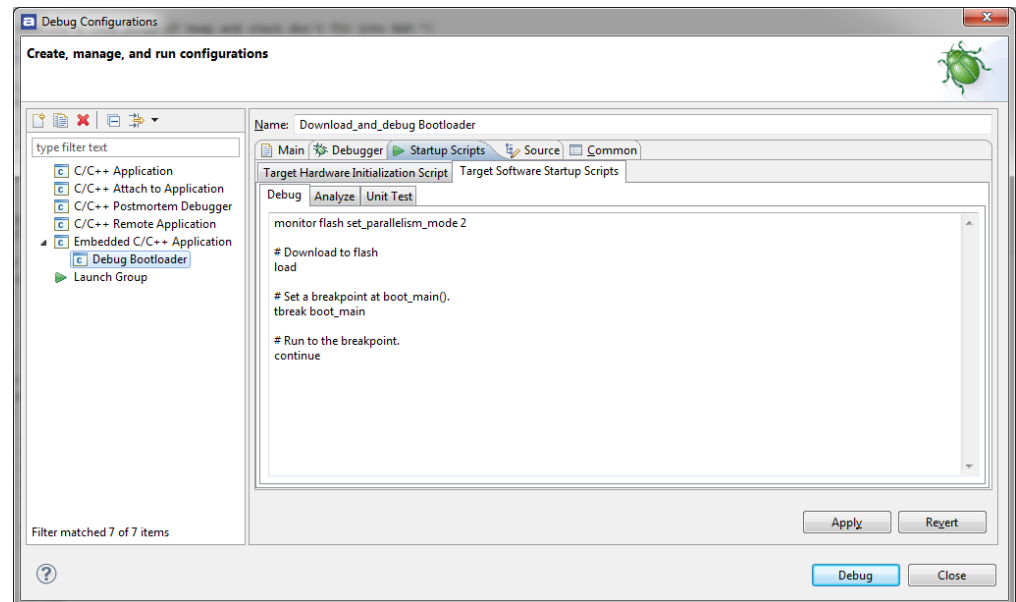 Debug Configurations
Create, manage, and run configurations
type filter text
C/C++ Application
C/C++ Attach to Application
C/C++ Postmortem Debugger
C/C++ Remote Application
Embedded C/C++ Application
Debug Bootloader
Launch Group
Filter matched 7 of 7 items
Name: Download_and_debug Bootloader
Main Debugger Startup Scripts Source Common
Target Hardware Initialization Script Target Software Startup Scripts
Debug Analyze Unit Test
monitor flash set_parallelism_mode 2
# Download to flash
load
# Set a breakpoint at boot_main().
tbreak boot_main
# Run to the breakpoint.
continue
Apply Revert
Debug Close